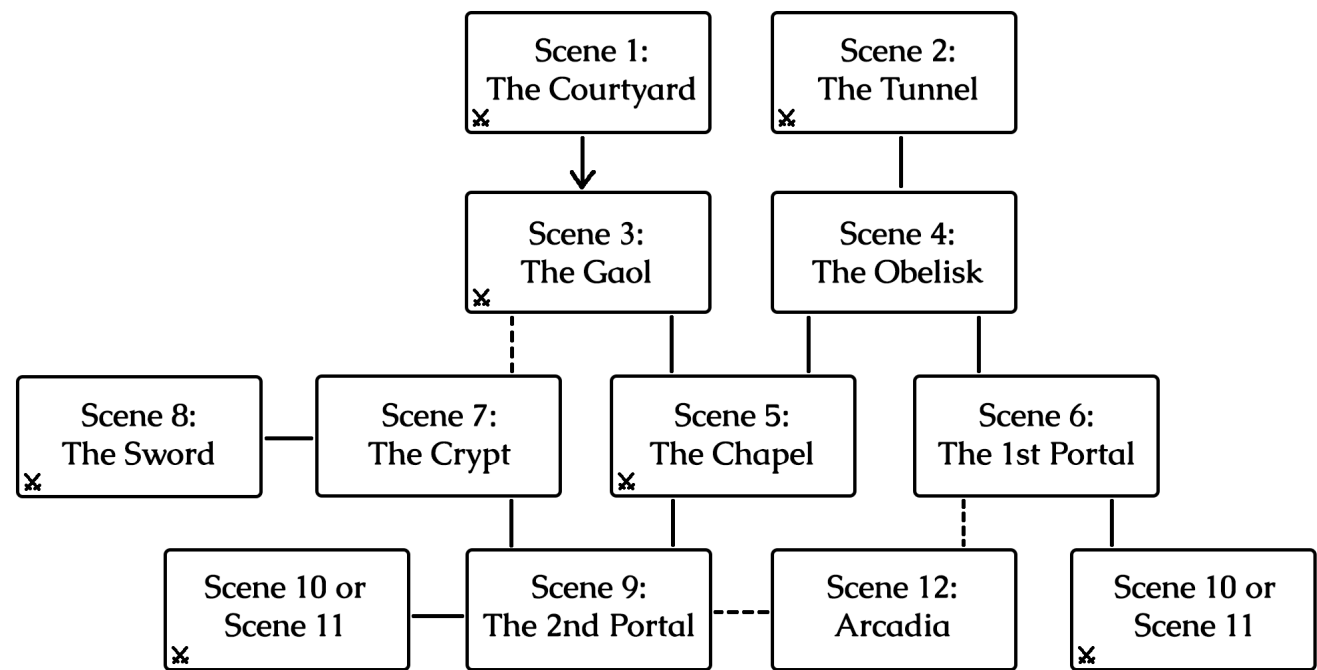 Scene 1:
The Courtyard
Scene 2:
The Tunnel
Scene 3:
The Gaol
Scene 4:
The Obelisk
Scene 8:
The Sword
Scene 7:
The Crypt
Scene 5:
The Chapel
Scene 6:
The 1st Portal
Scene 10 or
Scene 11
Scene 9:
The 2nd Portal
Scene 12:
Arcadia
Scene 10 or
Scene 11